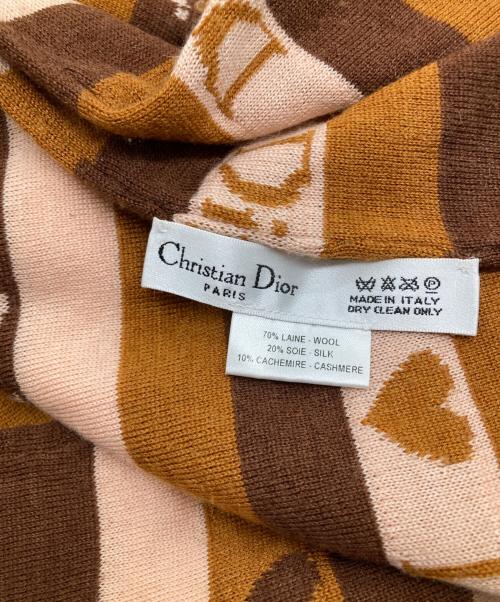 Christian Dior
PARIS
MADE IN ITALY
DRY CLEAN ONLY
70% LAINE - WOOL
20% SOIE - SILK
10% CACHEMIRE - CASHMERE